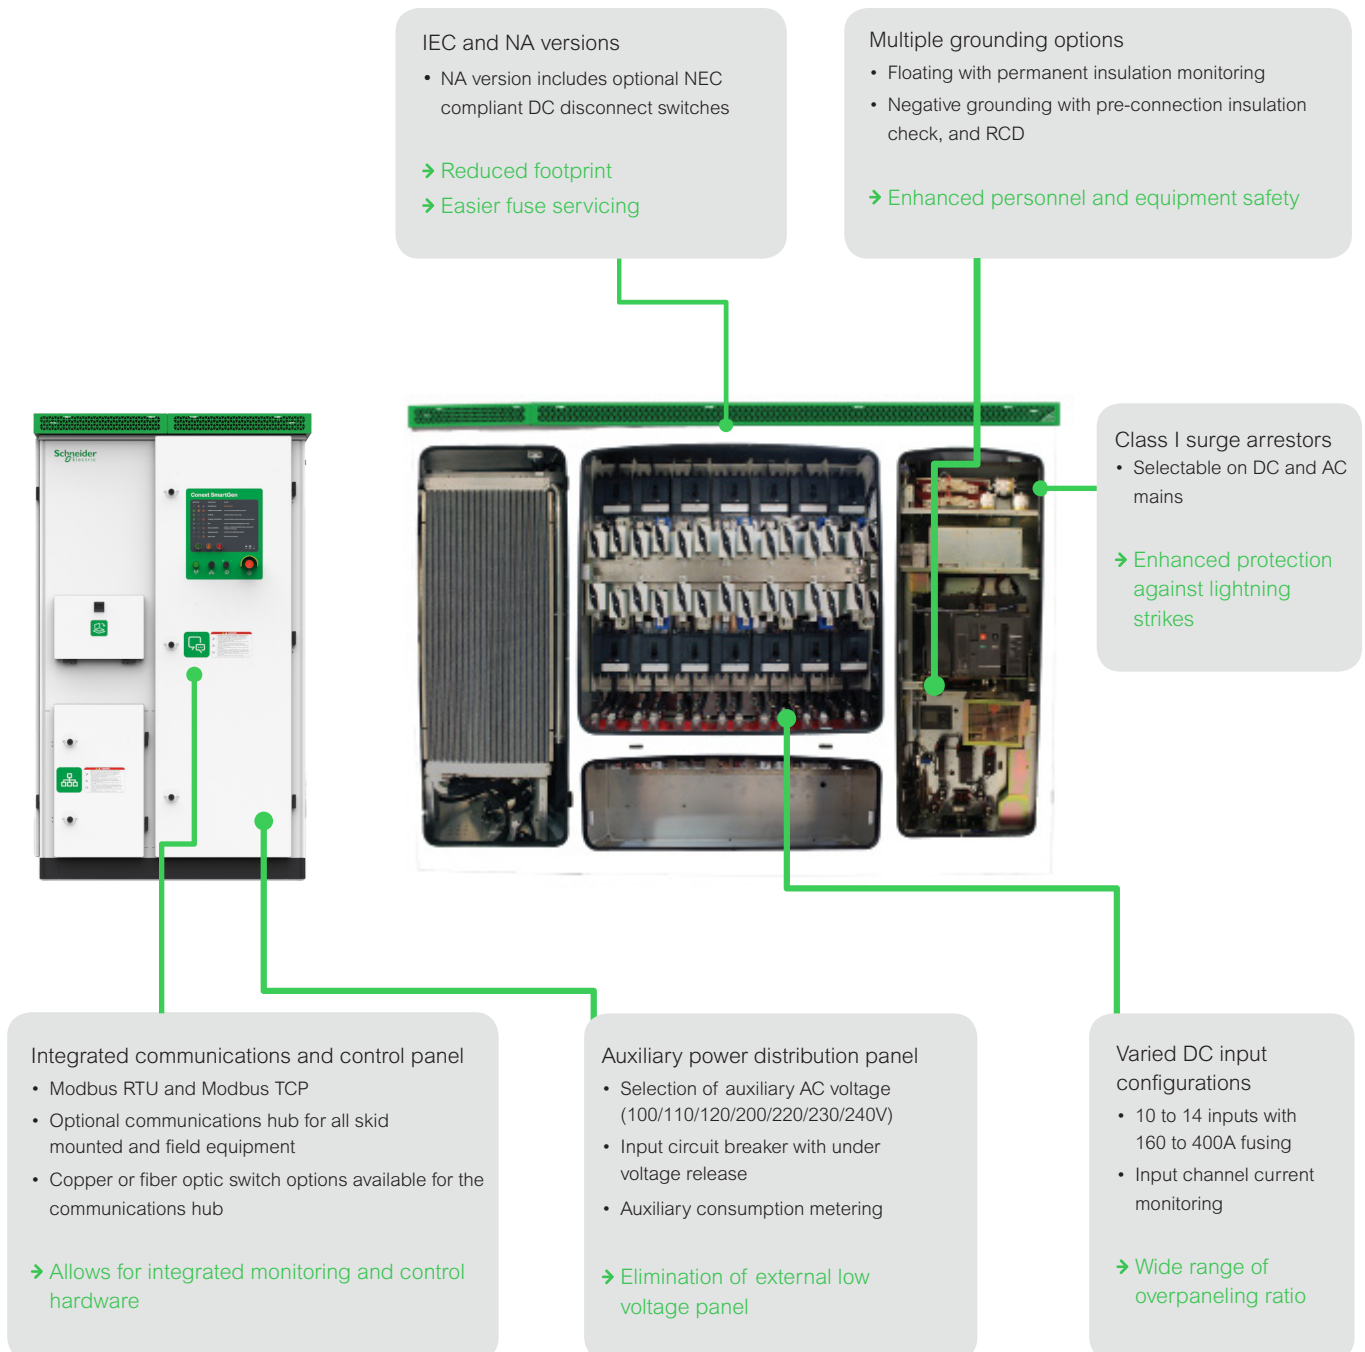 IEC and NA versions
• NA version includes optional NEC
compliant DC disconnect switches
→ Reduced footprint
→ Easier fuse servicing
Multiple grounding options
• Floating with permanent insulation monitoring
• Negative grounding with pre-connection insulation
check, and RCD
→ Enhanced personnel and equipment safety
Schneider
Electric
Conext SmartGen
Class I surge arrestors
• Selectable on DC and AC
mains
→ Enhanced protection
against lightning
strikes
Integrated communications and control panel
• Modbus RTU and Modbus TCP
• Optional communications hub for all skid
mounted and field equipment
• Copper or fiber optic switch options available for the
communications hub
→ Allows for integrated monitoring and control
hardware
Auxiliary power distribution panel
• Selection of auxiliary AC voltage
(100/110/120/200/220/230/240V)
• Input circuit breaker with under
voltage release
• Auxiliary consumption metering
→ Elimination of external low
voltage panel
Varied DC input
configurations
• 10 to 14 inputs with
160 to 400A fusing
• Input channel current
monitoring
→ Wide range of
overpaneling ratio